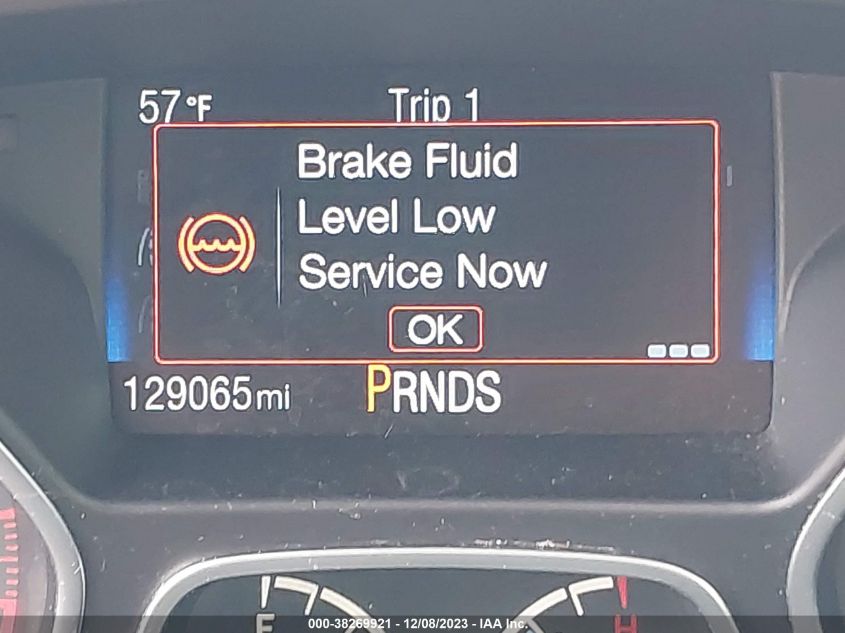 57°F
Trip 1
Brake Fluid
Level Low
Service Now
OK
129065mi
PRNDS
H
000-38269921 - 12/08/2023 - IAA Inc.